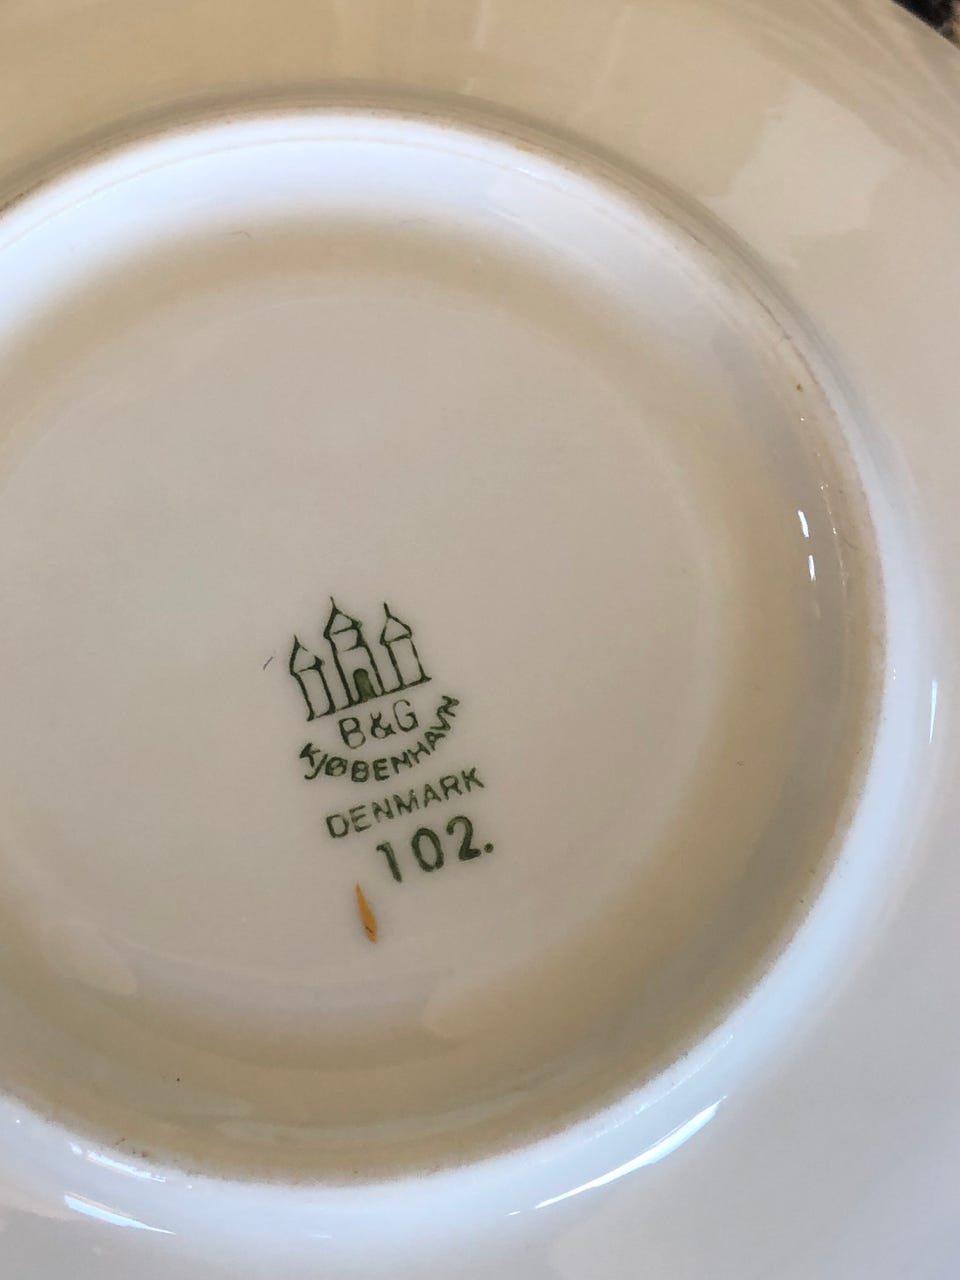 B&G
KJØBENHAVN
DENMARK
102.